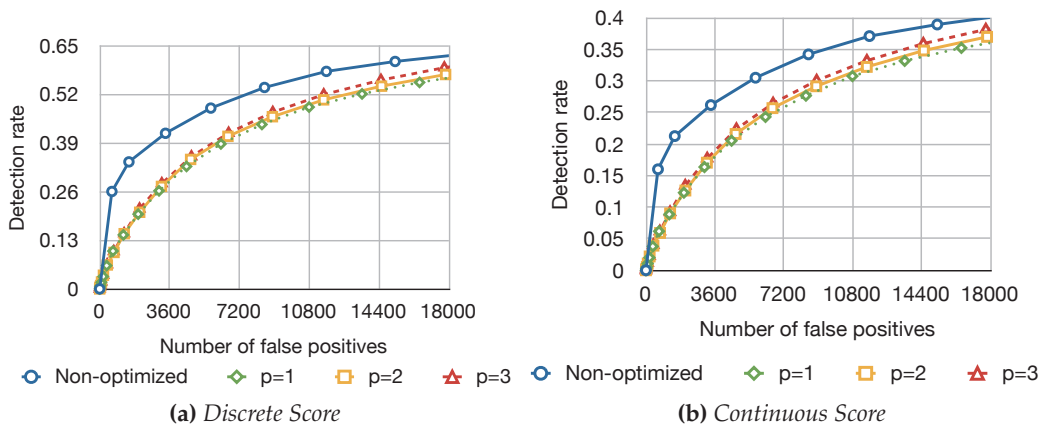 Detection rate
0.65
0.52
0.39
0.26
0.13
0
0 3600 7200 10800 14400 18000
Number of false positives
Non-optimized p=1 p=2 p=3
(a) Discrete Score
Detection rate
0.4
0.35
0.3
0.25
0.2
0.15
0.1
0.05
0
0 3600 7200 10800 14400 18000
Number of false positives
Non-optimized p=1 p=2 p=3
(b) Continuous Score